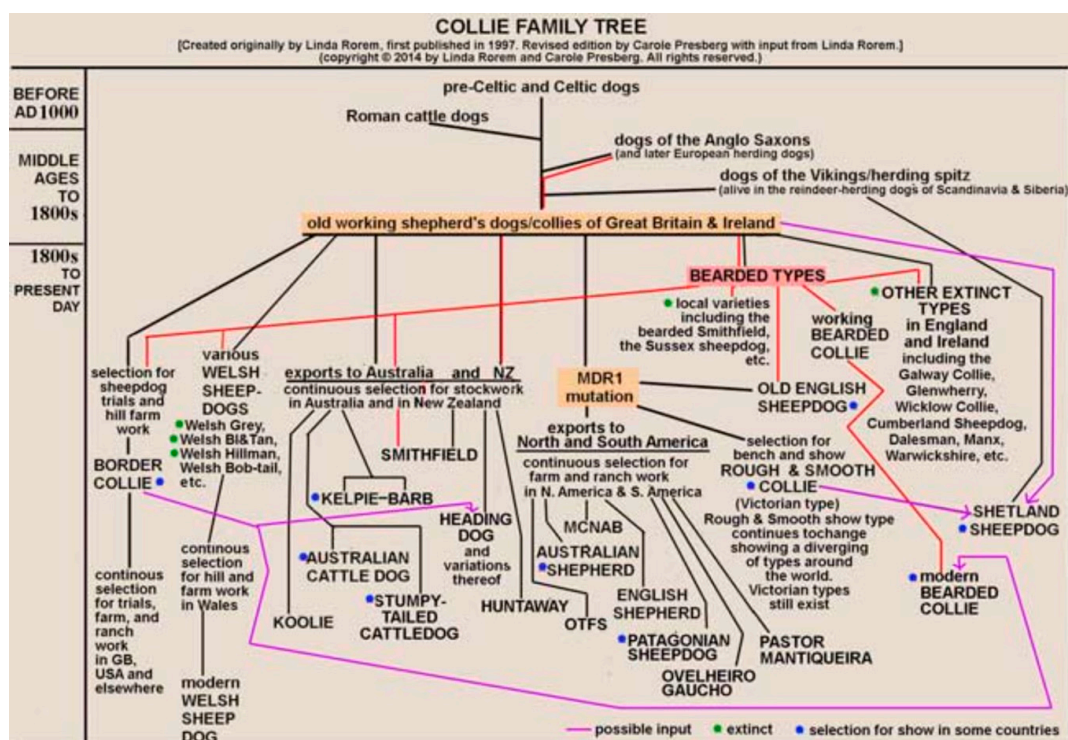 COLLIE FAMILY TREE
[Created originally by Linda Rorem, first published in 1997. Revised edition by Carole Presberg with input from Linda Rorem.]
(copyright © 2014 by Linda Rorem and Carole Presberg. All rights reserved.)
BEFORE
AD 1000
pre-Celtic and Celtic dogs
Roman cattle dogs
MIDDLE
AGES
TO
1800s
dogs of the Anglo Saxons
(and later European herding dogs)
dogs of the Vikings/herding spitz
(alive in the reindeer-herding dogs of Scandinavia & Siberia)
old working shepherd's dogs/collies of Great Britain & Ireland
1800s
TO
PRESENT
DAY
BEARDED TYPES
local varieties
including the
bearded Smithfield,
the Sussex sheepdog,
etc.
working
BEARDED
COLLIE
OTHER EXTINCT
TYPES
in England
and Ireland
including the
Galway Collie,
Glenwherry,
Wicklow Collie,
Cumberland Sheepdog,
Dalesman, Manx,
Warwickshire, etc.
selection for
sheepdog
trials and
hill farm
work
BORDER
COLLIE
continous
selection
for trials,
farm, and
ranch
work
in GB,
USA and
elsewhere
various
WELSH
SHEEP-
DOGS
Welsh Grey,
Welsh Bl&Tan,
Welsh Hillman,
Welsh Bob-tail,
etc.
continous
selection
for hill and
farm work
in Wales
modern
WELSH
SHEEP
DOG
exports to Australia and NZ
continuous selection for stockwork
in Australia and in New Zealand
SMITHFIELD
KELPIE-BARB
HEADING
DOG
and
variations
thereof
AUSTRALIAN
CATTLE DOG
STUMPY-
TAILED
CATTLEDOG
KOOLIE
HUNTAWAY
MDR1
mutation
OLD ENGLISH
SHEEPDOG
exports to
North and South America
continuous selection for
farm and ranch work
in N. America & S. America
MCNAB
AUSTRALIAN
SHEPHERD
ENGLISH
SHEPHERD
OTFS
PATAGONIAN
SHEEPDOG
OVELHEIRO
GAUCHO
PASTOR
MANTIQUEIRA
selection for
bench and show
ROUGH & SMOOTH
COLLIE
(Victorian type)
Rough & Smooth show type
continues tochange
showing a diverging
of types around
the world.
Victorian types
still exist
SHETLAND
SHEEPDOG
modern
BEARDED
COLLIE
possible input
extinct
selection for show in some countries